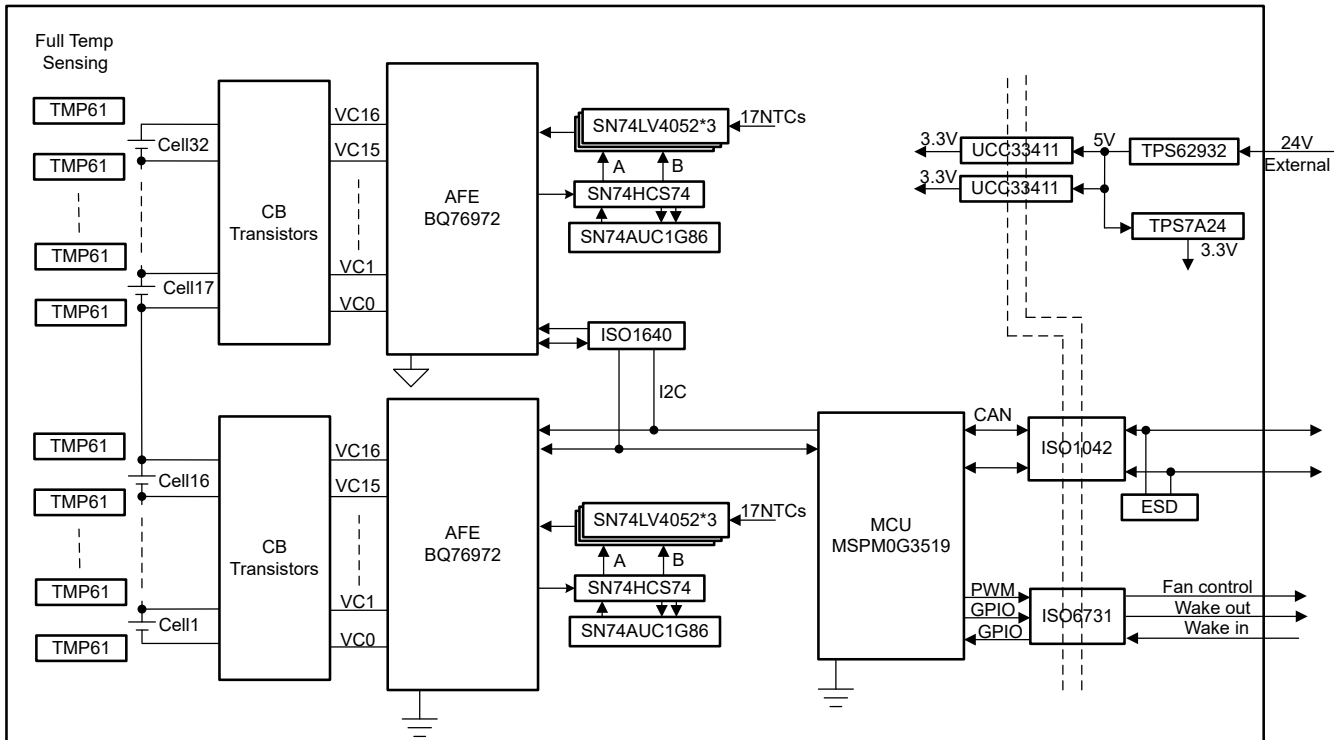 Full Temp
Sensing
TMP61
TMP61
TMP61
TMP61
Cell32
Cell17
CB
Transistors
VC16
VC15
VC1
VC0
AFE
BQ76972
SN74LV4052*3
17NTCs
A
B
SN74HCS74
SN74AUC1G86
ISO1640
I2C
3.3V
UCC33411
5V
TPS62932
24V
External
3.3V
UCC33411
TPS7A24
3.3V
TMP61
TMP61
TMP61
TMP61
Cell16
Cell1
CB
Transistors
VC16
VC15
VC1
VC0
AFE
BQ76972
SN74LV4052*3
17NTCs
A
B
SN74HCS74
SN74AUC1G86
MCU
MSPM0G3519
CAN
ISO1042
ESD
PWM
GPIO
GPIO
ISO6731
Fan control
Wake out
Wake in